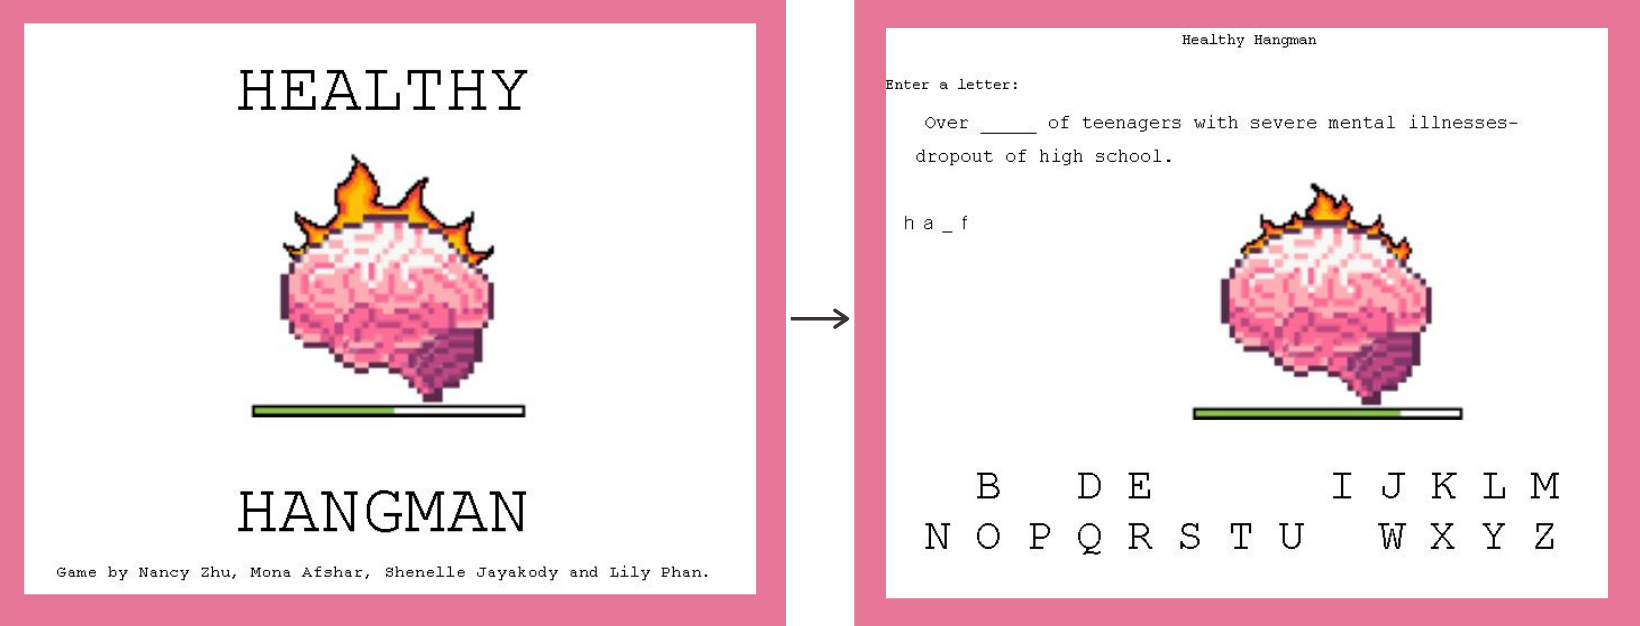 HEALTHY
HANGMAN
Game by Nancy Zhu, Mona Afshar, Shenelle Jayakody and Lily Phan.
Healthy Hangman
Enter a letter:
Over _____ of teenagers with severe mental illnesses-
dropout of high school.
h a _ f
B D E I J K L M
N O P Q R S T U W X Y Z